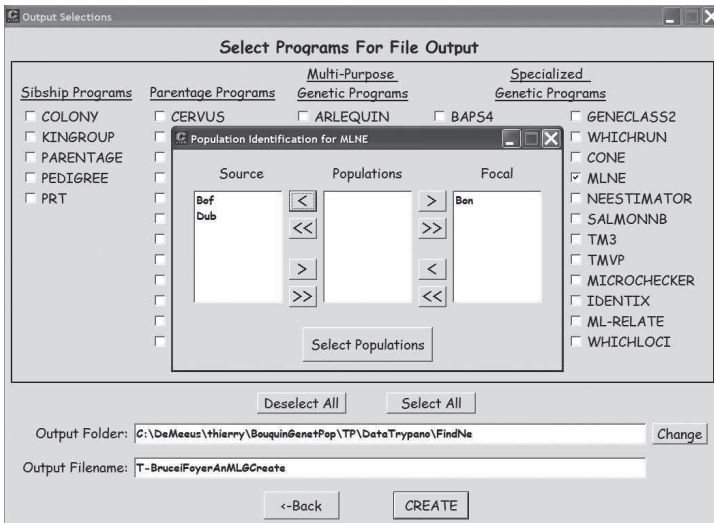 Output Selections
Select Programs For File Output
Sibship Programs
Parentage Programs
Multi-Purpose
Genetic Programs
Specialized
Genetic Programs
COLONY
CERVUS
ARLEQUIN
BAPS4
GENECLASS2
KINGROUP
WHICHRUN
PARENTAGE
CONE
PEDIGREE
MLNE
PRT
NEESTIMATOR
SALMONNB
TM3
TMVP
MICROCHECKER
IDENTIX
ML-RELATE
WHICHLOCI
Population Identification for MLNE
Source
Populations
Focal
Bof
Dub
<
<<
>
>>
>
>>
<
<<
Bon
Select Populations
Deselect All
Select All
Output Folder: C:\DeMeeus\thierry\BouquinGenetPop\TP\DataTrypano\FindNe
Change
Output Filename: T-BruceiFoyerAnMLGCreate
<-Back
CREATE